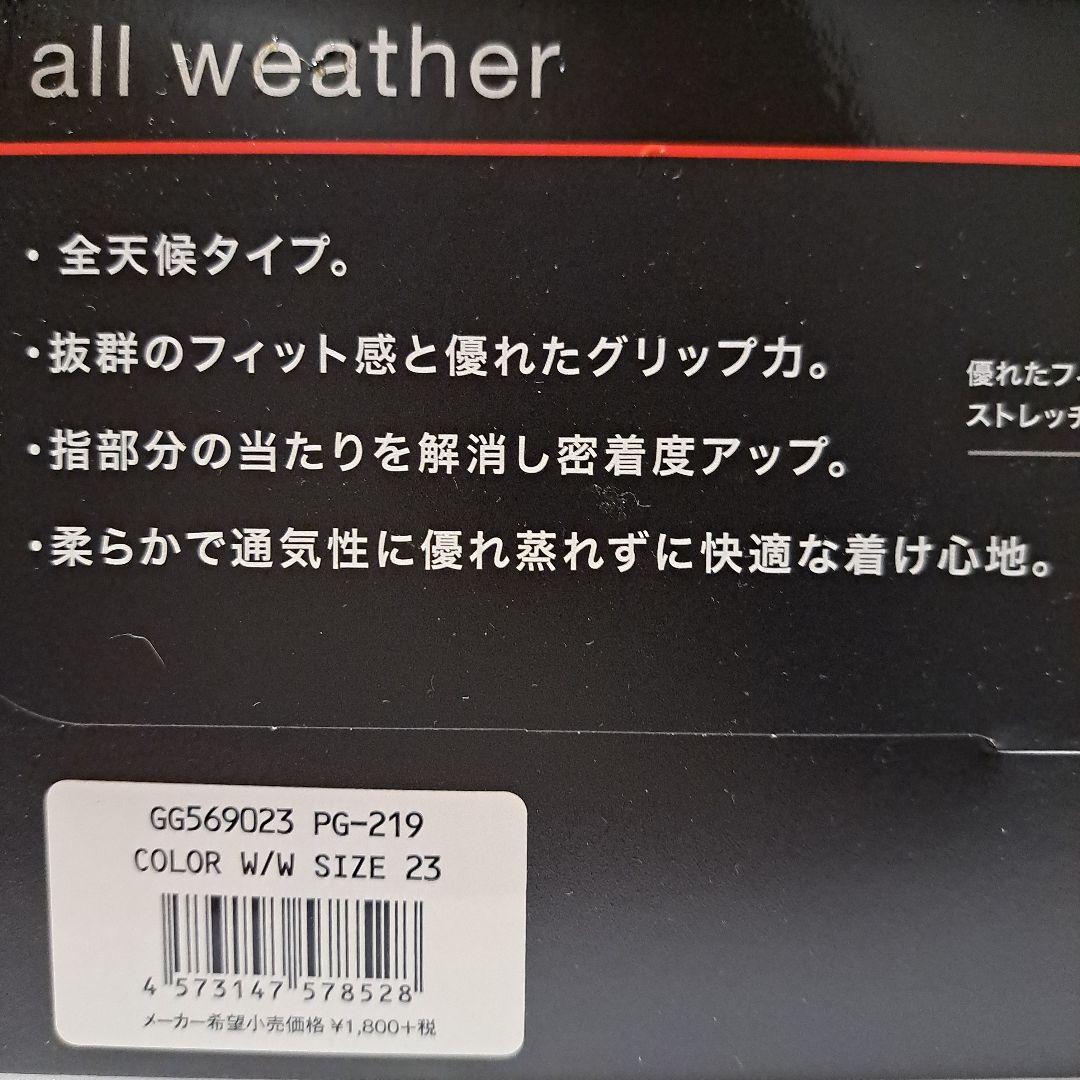 all weather
・全天候タイプ。
・抜群のフィット感と優れたグリップ力。
・指部分の当たりを解消し密着度アップ。
・柔らかで通気性に優れ蒸れずに快適な着け心地。
優れたフィ
ストレッチ
GG569023 PG-219
COLOR W/W SIZE 23
4 573147 578528
メーカー希望小売価格 ¥1,800+税